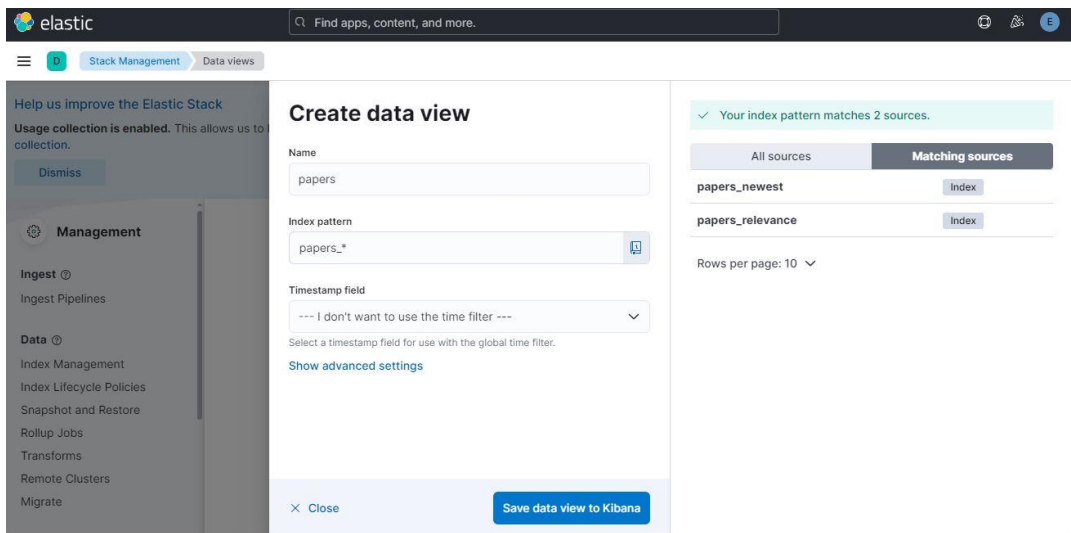 elastic
Find apps, content, and more.
E
D
Stack Management
Data views
Help us improve the Elastic Stack
Usage collection is enabled. This allows us to
collection.
Dismiss
Management
Ingest
Ingest Pipelines
Data
Index Management
Index Lifecycle Policies
Snapshot and Restore
Rollup Jobs
Transforms
Remote Clusters
Migrate
Create data view
Name
papers
Index pattern
papers_*
Timestamp field
--- I don't want to use the time filter ---
Select a timestamp field for use with the global time filter.
Show advanced settings
Close
Save data view to Kibana
Your index pattern matches 2 sources.
All sources
Matching sources
papers_newest Index
papers_relevance Index
Rows per page: 10